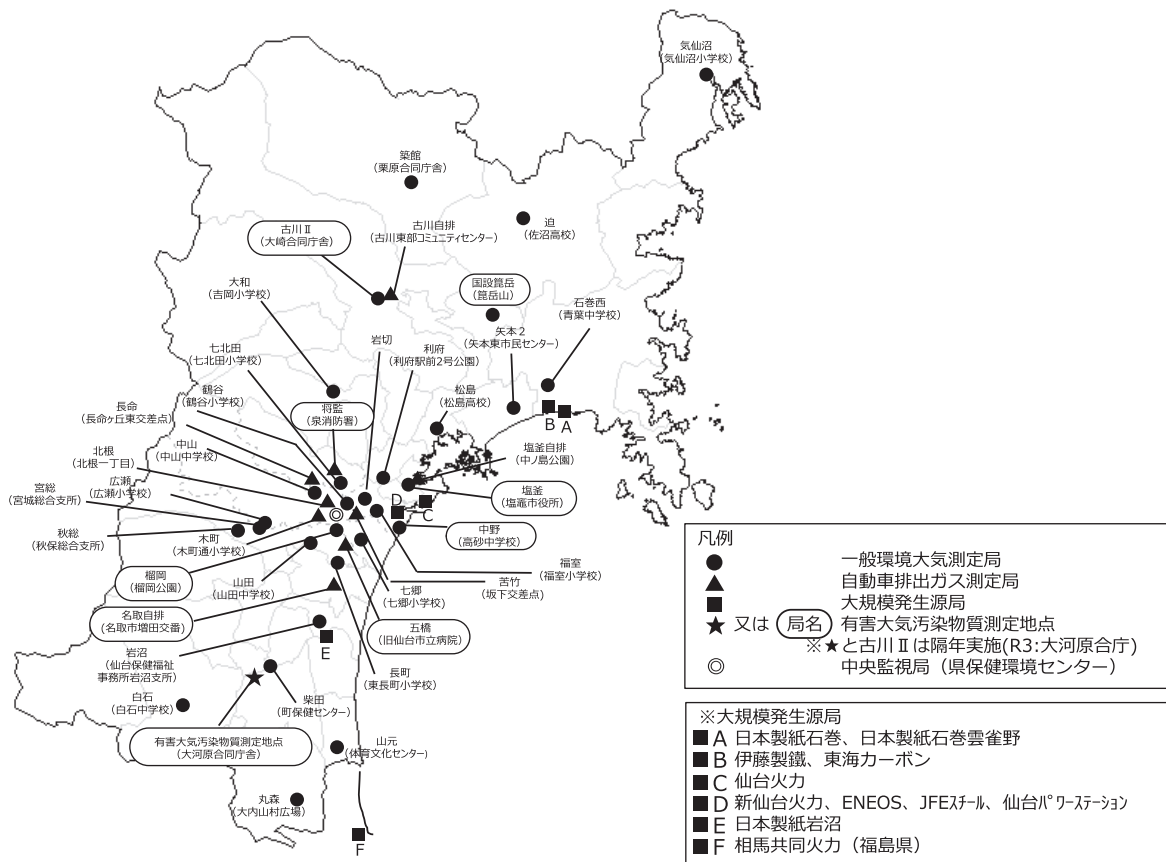 気仙沼
(気仙沼小学校)
築館
(栗原合同庁舎)
迫
(佐沼高校)
古川Ⅱ
(大崎合同庁舎)
古川自排
(古川東部コミュニティセンター)
大和
(吉岡小学校)
国設箟岳
(箟岳山)
石巻西
(青葉中学校)
矢本2
(矢本東市民センター)
岩切
利府
(利府駅前2号公園)
七北田
(七北田小学校)
鶴谷
(鶴谷小学校)
将監
(泉消防署)
松島
(松島高校)
長命
(長命ヶ丘東交差点)
中山
(中山中学校)
北根
(北根一丁目)
広瀬
(広瀬小学校)
宮総
(宮城総合支所)
秋総
(秋保総合支所)
木町
(木町通小学校)
B
A
塩釜自排
(中ノ島公園)
塩釜
(塩竈市役所)
D
C
中野
(高砂中学校)
福室
(福室小学校)
榴岡
(榴岡公園)
山田
(山田中学校)
七郷
(七郷小学校)
苦竹
(坂下交差点)
名取自排
(名取市増田交番)
五橋
(旧仙台市立病院)
岩沼
(仙台保健福祉
事務所岩沼支所)
E
長町
(東長町小学校)
白石
(白石中学校)
柴田
(町保健センター)
有害大気汚染物質測定地点
(大河原合同庁舎)
山元
(体育文化センター)
丸森
(大内山村広場)
F
凡例
一般環境大気測定局
自動車排出ガス測定局
大規模発生源局
★ 又は 局名 有害大気汚染物質測定地点
※★と古川Ⅱは隔年実施(R3:大河原合庁)
◎ 中央監視局(県保健環境センター)
※大規模発生源局
■A 日本製紙石巻、日本製紙石巻雲雀野
■B 伊藤製鐵、東海カーボン
■C 仙台火力
■D 新仙台火力、ENEOS、JFEスチール、仙台パワーステーション
■E 日本製紙岩沼
■F 相馬共同火力(福島県)